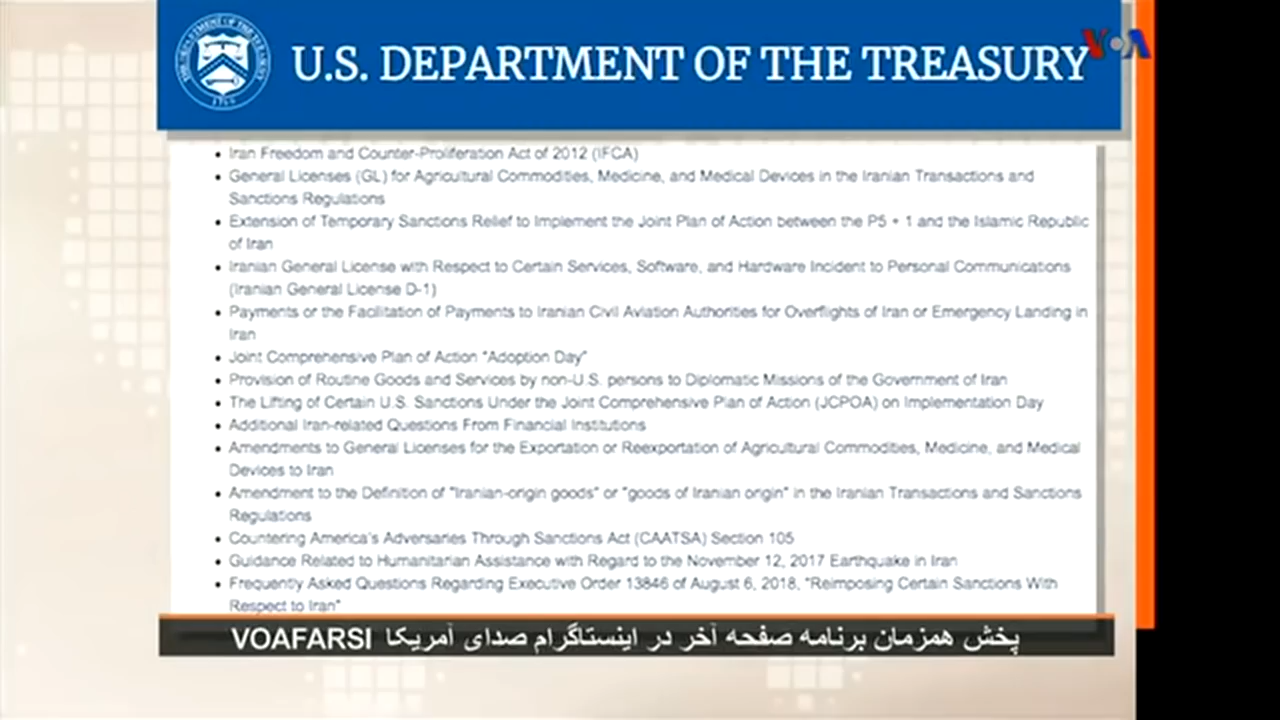 U.S. DEPARTMENT OF THE TREASURY
VOA
• Iran Freedom and Counter-Proliferation Act of 2012 (IFCA)
• General Licenses (GL) for Agricultural Commodities, Medicine, and Medical Devices in the Iranian Transactions and
Sanctions Regulations
• Extension of Temporary Sanctions Relief to Implement the Joint Plan of Action between the P5 + 1 and the Islamic Republic
of Iran
• Iranian General License with Respect to Certain Services, Software, and Hardware Incident to Personal Communications
(Iranian General License D-1)
• Payments or the Facilitation of Payments to Iranian Civil Aviation Authorities for Overflights of Iran or Emergency Landing in
Iran
• Joint Comprehensive Plan of Action "Adoption Day"
• Provision of Routine Goods and Services by non-U.S. persons to Diplomatic Missions of the Government of Iran
• The Lifting of Certain U.S. Sanctions Under the Joint Comprehensive Plan of Action (JCPOA) on Implementation Day
• Additional Iran-related Questions From Financial Institutions
• Amendments to General Licenses for the Exportation or Reexportation of Agricultural Commodities, Medicine, and Medical
Devices to Iran
• Amendment to the Definition of "Iranian-origin goods" or "goods of Iranian origin" in the Iranian Transactions and Sanctions
Regulations
• Countering America's Adversaries Through Sanctions Act (CAATSA) Section 105
• Guidance Related to Humanitarian Assistance with Regard to the November 12, 2017 Earthquake in Iran
• Frequently Asked Questions Regarding Executive Order 13846 of August 6, 2018, "Reimposing Certain Sanctions With
Respect to Iran"
پخش همزمان برنامه صفحه آخر در اینستاگرام صدای آمریکا VOAFARSI